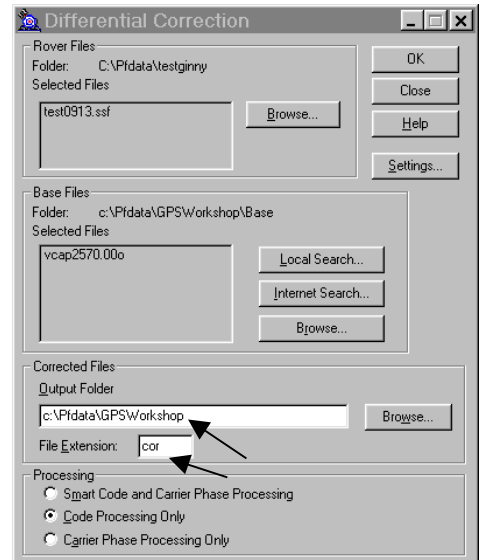 Differential Correction
Rover Files
Folder: C:\Pfdata\testginny
Selected Files
test0913.ssf
Browse...
OK
Close
Help
Settings...
Base Files
Folder: c:\Pfdata\GPSWorkshop\Base
Selected Files
vcap2570.00o
Local Search...
Internet Search...
Browse...
Corrected Files
Output Folder
c:\Pfdata\GPSWorkshop
Browse...
File Extension: cor
Processing
Smart Code and Carrier Phase Processing
Code Processing Only
Carrier Phase Processing Only